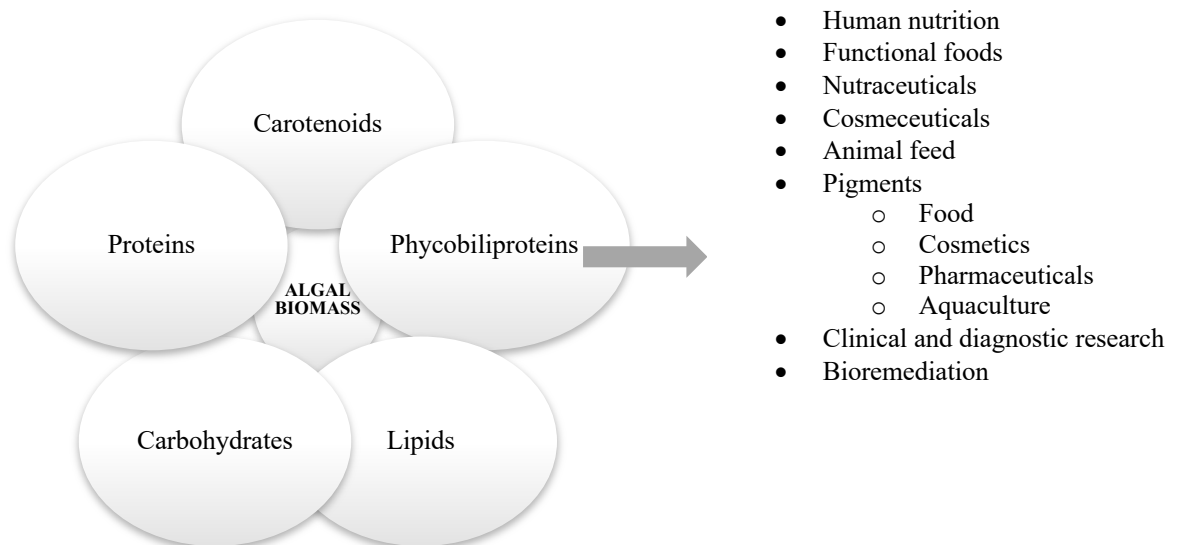 Carotenoids
Proteins
Phycobiliproteins
ALGAL
BIOMASS
Carbohydrates
Lipids
• Human nutrition
• Functional foods
• Nutraceuticals
• Cosmeceuticals
• Animal feed
• Pigments
o Food
o Cosmetics
o Pharmaceuticals
o Aquaculture
• Clinical and diagnostic research
• Bioremediation